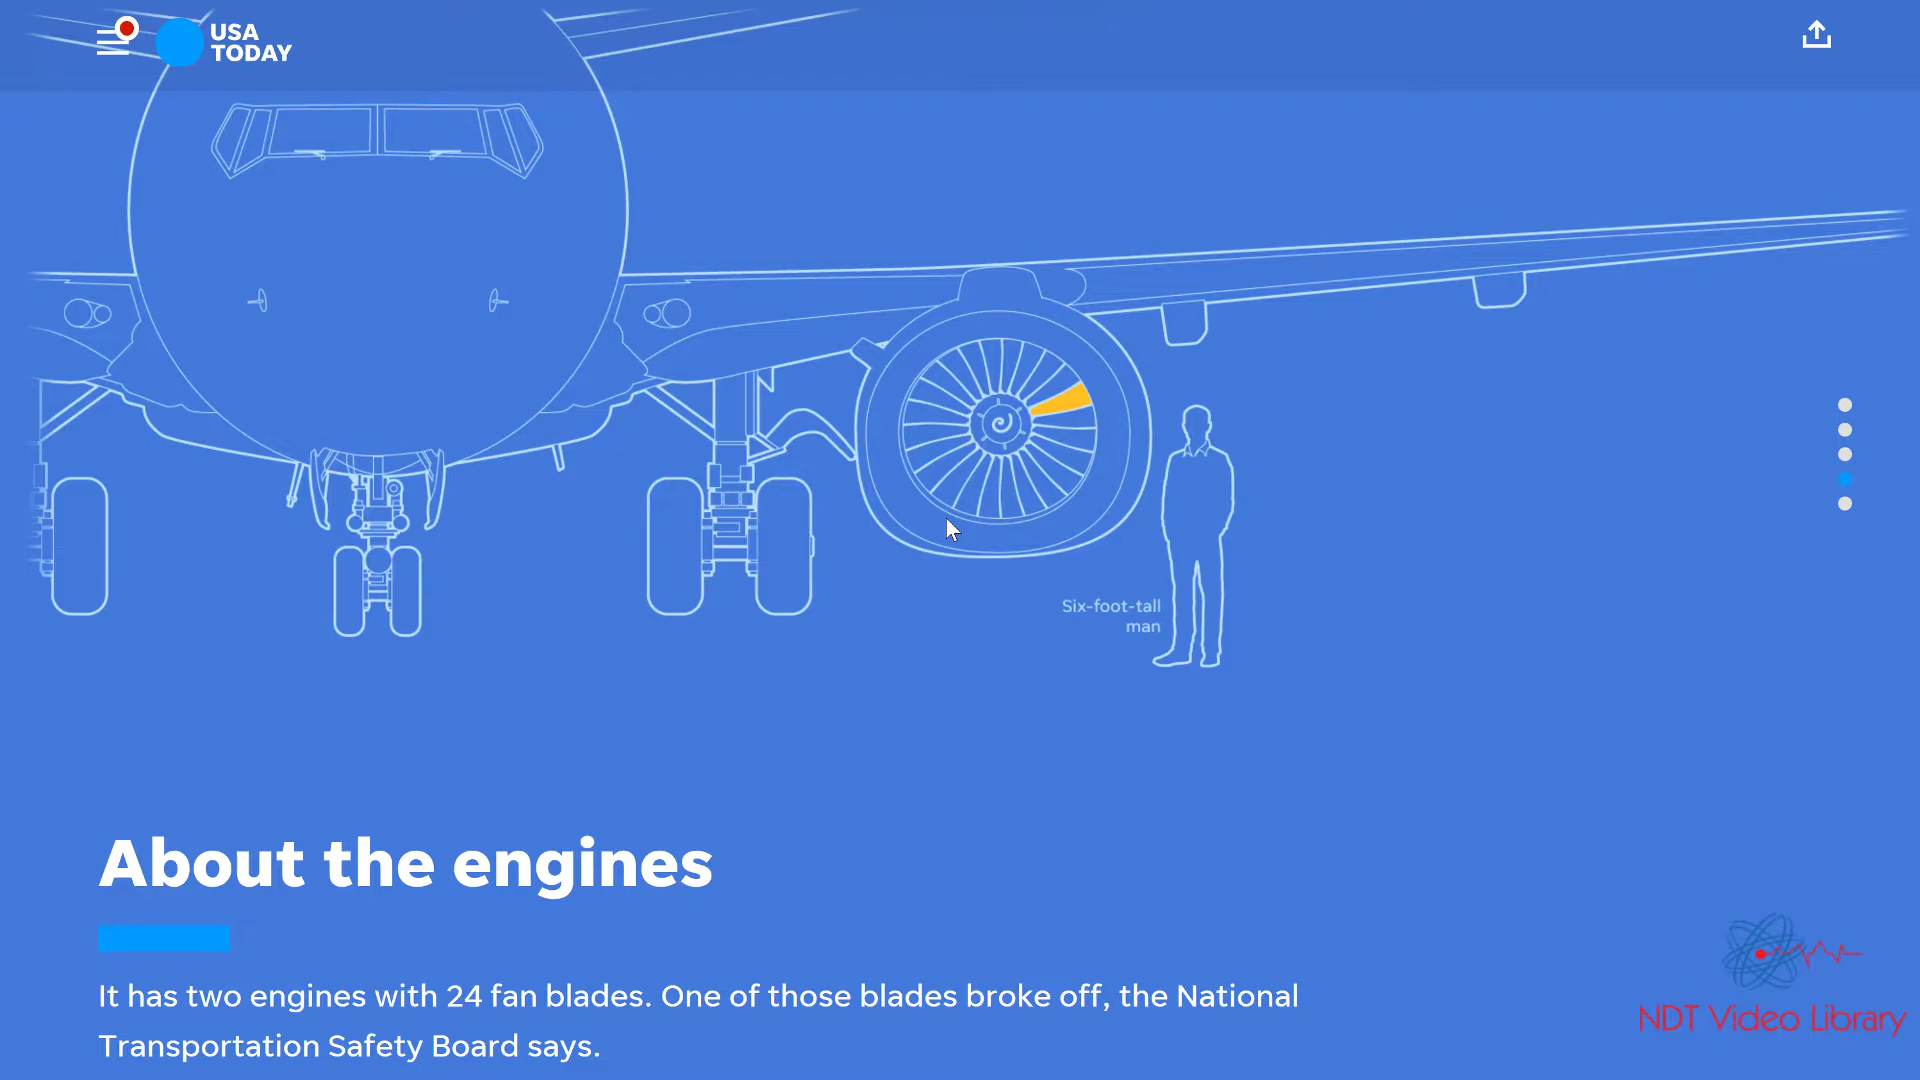 USA
TODAY
Six-foot-tall
man
About the engines
It has two engines with 24 fan blades. One of those blades broke off, the National
Transportation Safety Board says.
NDT Video Library